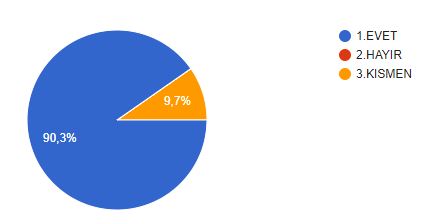 1.EVET
2.HAYIR
3.KISMEN
9,7%
90,3%